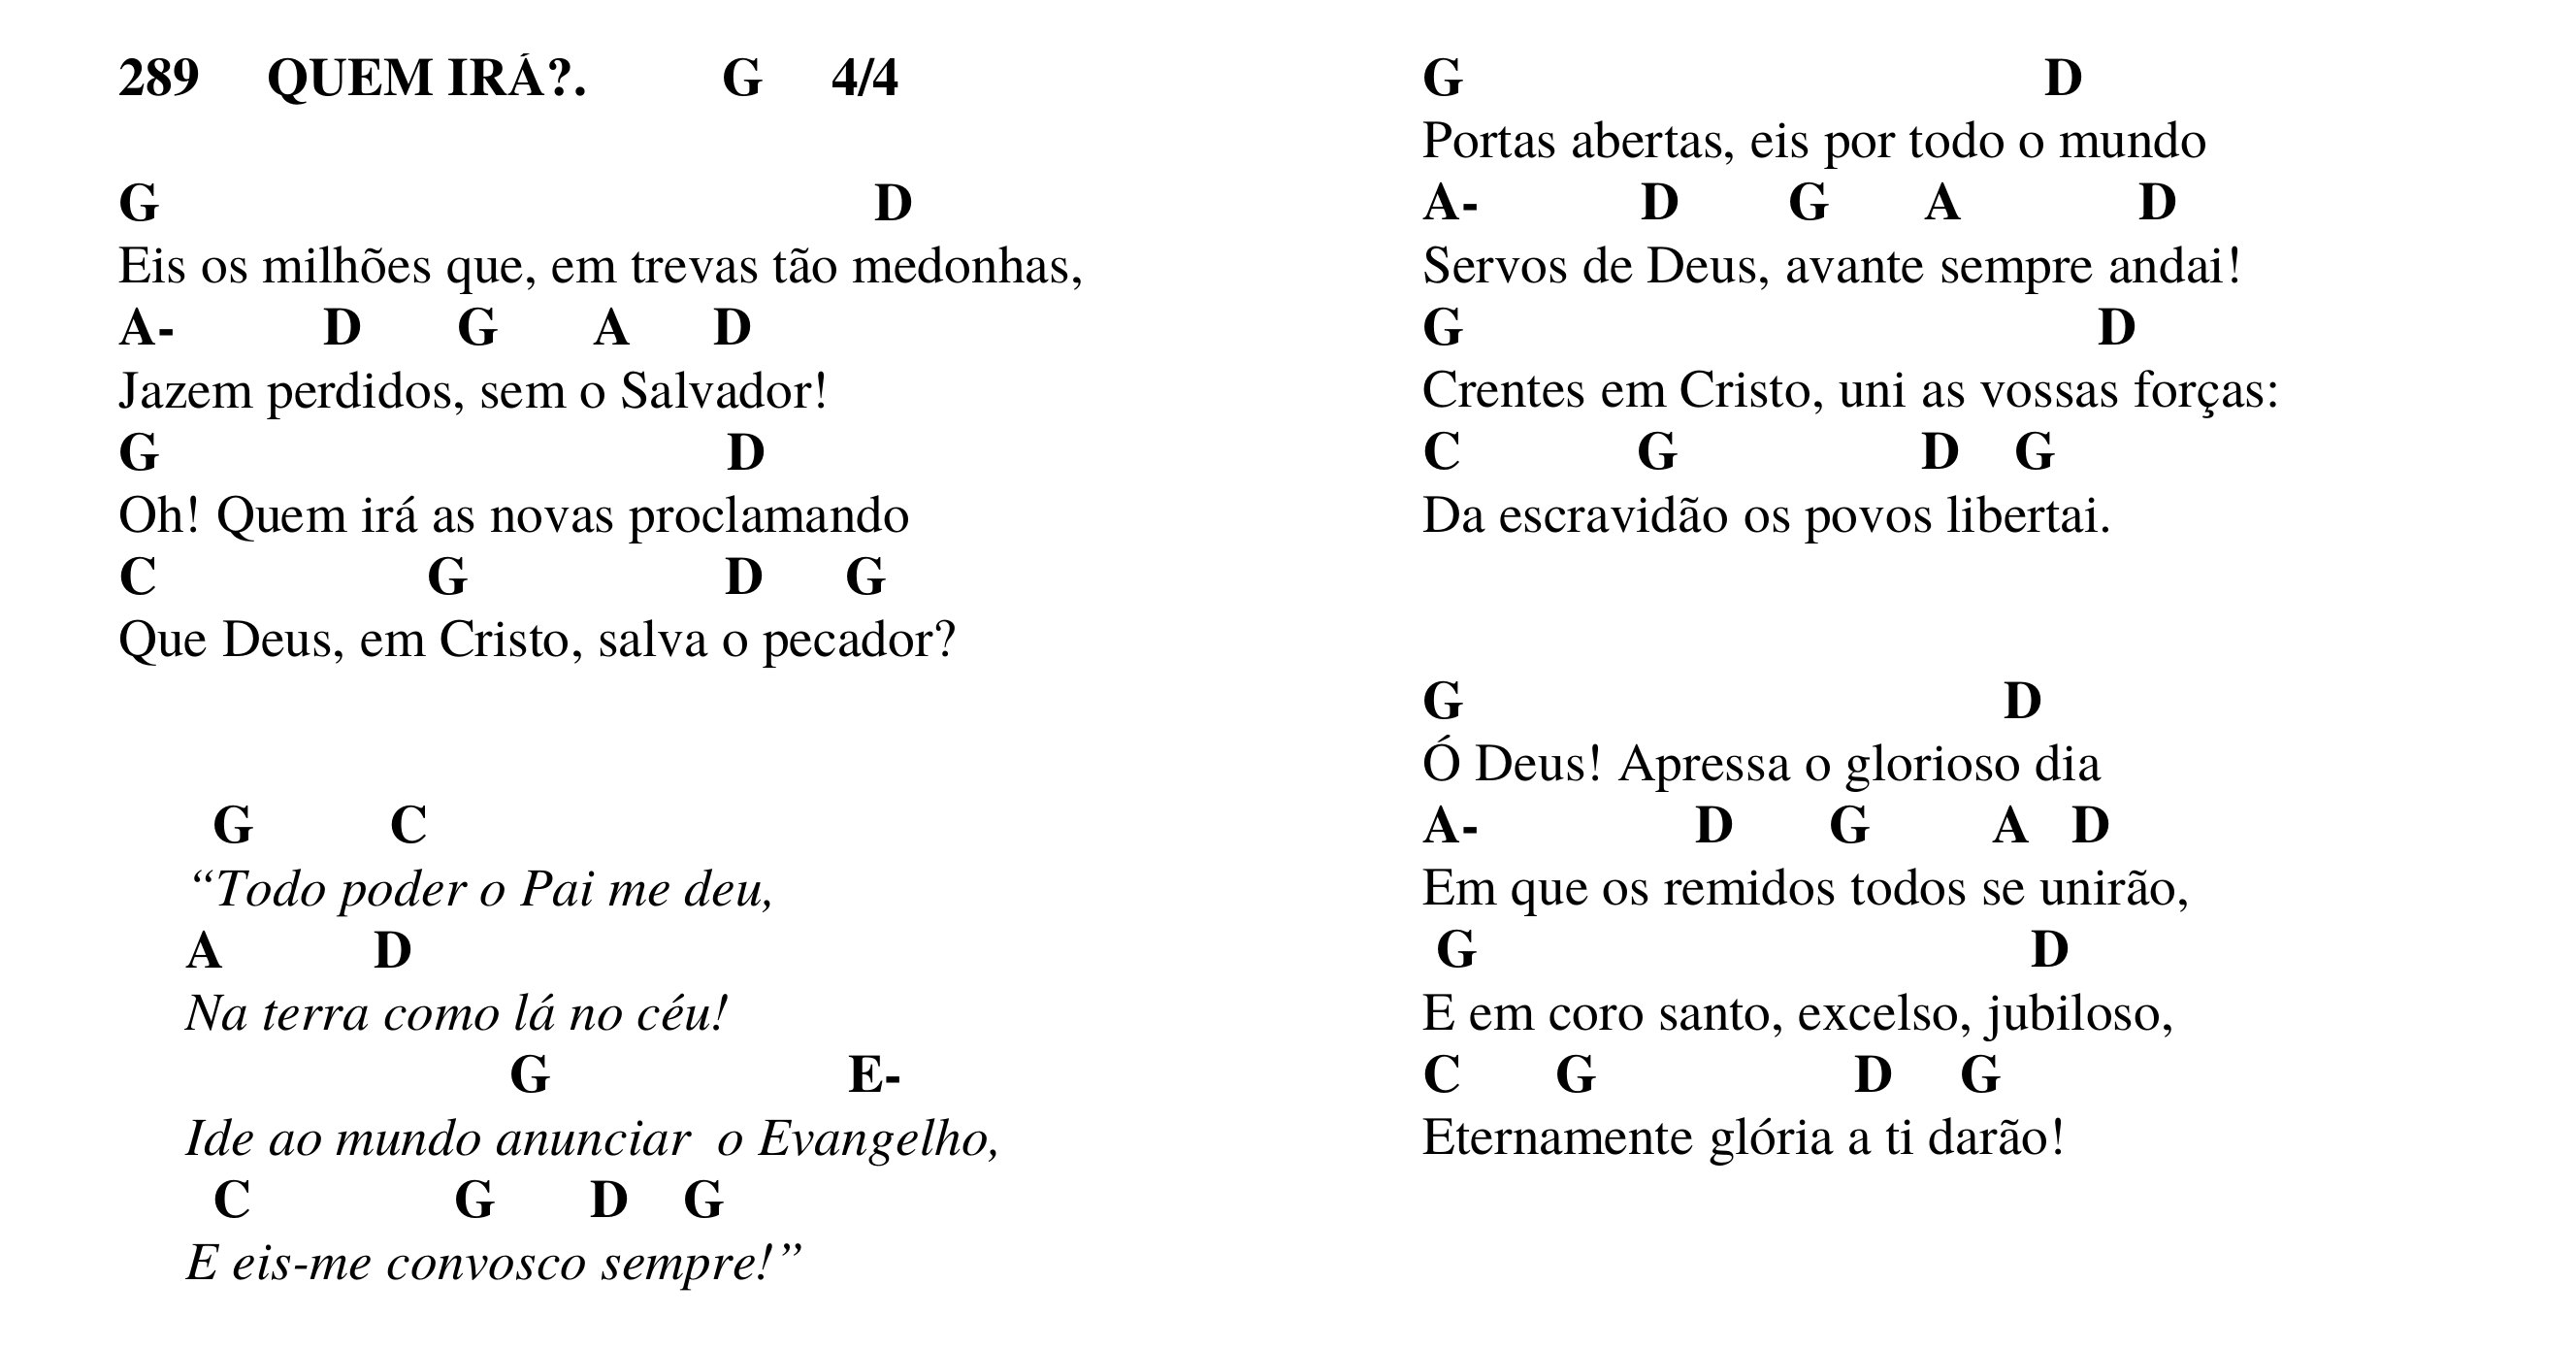 289 QUEM IRÁ?. G 4/4
G D
Eis os milhões que, em trevas tão medonhas,
A- D G A D
Jazem perdidos, sem o Salvador!
G D
Oh! Quem irá as novas proclamando
C G D G
Que Deus, em Cristo, salva o pecador?
G C
“Todo poder o Pai me deu,
A D
Na terra como lá no céu!
G E-
Ide ao mundo anunciar o Evangelho,
C G D G
E eis-me convosco sempre!”
G D
Portas abertas, eis por todo o mundo
A- D G A D
Servos de Deus, avante sempre andai!
G D
Crentes em Cristo, uni as vossas forças:
C G D G
Da escravidão os povos libertai.
G D
Ó Deus! Apressa o glorioso dia
A- D G A D
Em que os remidos todos se unirão,
G D
E em coro santo, excelso, jubiloso,
C G D G
Eternamente glória a ti darão!